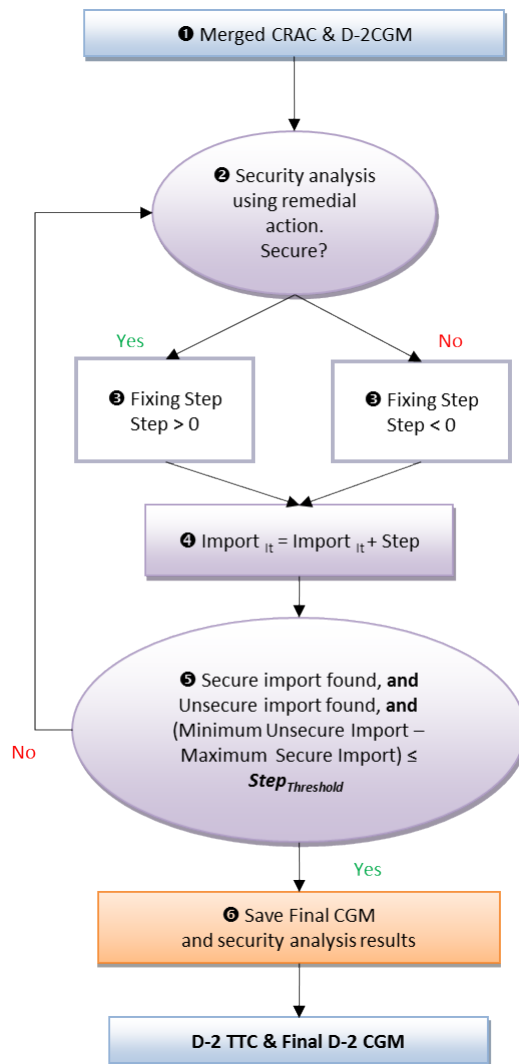 ❶ Merged CRAC & D-2CGM
❷ Security analysis
using remedial
action.
Secure?
Yes
No
❸ Fixing Step
Step > 0
❸ Fixing Step
Step < 0
❹ Import It = Import It + Step
❺ Secure import found, and
Unsecure import found, and
(Minimum Unsecure Import –
Maximum Secure Import) ≤
StepThreshold
No
Yes
❻ Save Final CGM
and security analysis results
D-2 TTC & Final D-2 CGM